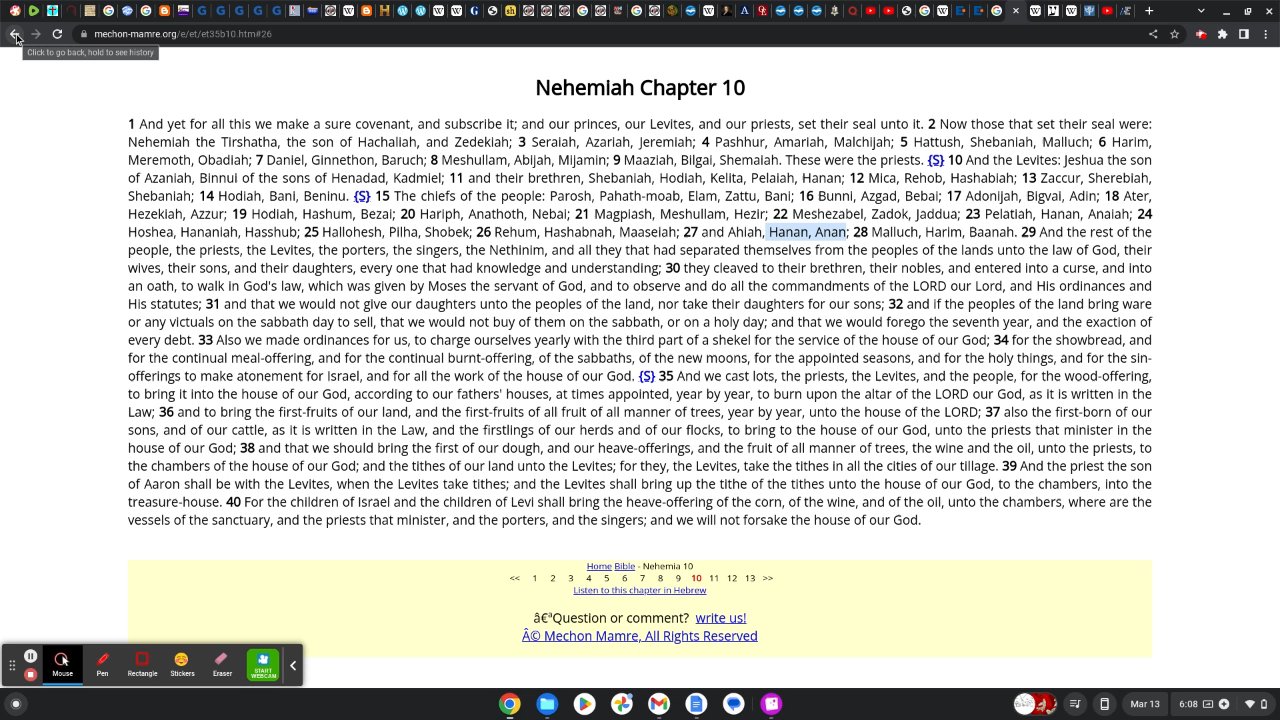 mechon-mamre.org/e/et/et35b10.htm#26
Click to go back, hold to see history
Nehemiah Chapter 10
1 And yet for all this we make a sure covenant, and subscribe it; and our princes, our Levites, and our priests, set their seal unto it. 2 Now those that set their seal were:
Nehemiah the Tirshatha, the son of Hachaliah, and Zedekiah; 3 Seraiah, Azariah, Jeremiah; 4 Pashhur, Amariah, Malchijah; 5 Hattush, Shebaniah, Malluch; 6 Harim,
Meremoth, Obadiah; 7 Daniel, Ginnethon, Baruch; 8 Meshullam, Abijah, Mijamin; 9 Maaziah, Bilgai, Shemaiah. These were the priests. {S} 10 And the Levites: Jeshua the son
of Azaniah, Binnui of the sons of Henadad, Kadmiel; 11 and their brethren, Shebaniah, Hodiah, Kelita, Pelaiah, Hanan; 12 Mica, Rehob, Hashabiah; 13 Zaccur, Sherebiah,
Shebaniah; 14 Hodiah, Bani, Beninu. {S} 15 The chiefs of the people: Parosh, Pahath-moab, Elam, Zattu, Bani; 16 Bunni, Azgad, Bebai; 17 Adonijah, Bigvai, Adin; 18 Ater,
Hezekiah, Azzur; 19 Hodiah, Hashum, Bezai; 20 Hariph, Anathoth, Nebai; 21 Magpiash, Meshullam, Hezir; 22 Meshezabel, Zadok, Jaddua; 23 Pelatiah, Hanan, Anaiah; 24
Hoshea, Hananiah, Hasshub; 25 Hallohesh, Pilha, Shobek; 26 Rehum, Hashabnah, Maaseiah; 27 and Ahiah, Hanan, Anan; 28 Malluch, Harim, Baanah. 29 And the rest of the
people, the priests, the Levites, the porters, the singers, the Nethinim, and all they that had separated themselves from the peoples of the lands unto the law of God, their
wives, their sons, and their daughters, every one that had knowledge and understanding; 30 they cleaved to their brethren, their nobles, and entered into a curse, and into
an oath, to walk in God's law, which was given by Moses the servant of God, and to observe and do all the commandments of the LORD our Lord, and His ordinances and
His statutes; 31 and that we would not give our daughters unto the peoples of the land, nor take their daughters for our sons; 32 and if the peoples of the land bring ware
or any victuals on the sabbath day to sell, that we would not buy of them on the sabbath, or on a holy day; and that we would forego the seventh year, and the exaction of
every debt. 33 Also we made ordinances for us, to charge ourselves yearly with the third part of a shekel for the service of the house of our God; 34 for the showbread, and
for the continual meal-offering, and for the continual burnt-offering, of the sabbaths, of the new moons, for the appointed seasons, and for the holy things, and for the sin-
offerings to make atonement for Israel, and for all the work of the house of our God. {S} 35 And we cast lots, the priests, the Levites, and the people, for the wood-offering,
to bring it into the house of our God, according to our fathers' houses, at times appointed, year by year, to burn upon the altar of the LORD our God, as it is written in the
Law; 36 and to bring the first-fruits of our land, and the first-fruits of all fruit of all manner of trees, year by year, unto the house of the LORD; 37 also the first-born of our
sons, and of our cattle, as it is written in the Law, and the firstlings of our herds and of our flocks, to bring to the house of our God, unto the priests that minister in the
house of our God; 38 and that we should bring the first of our dough, and our heave-offerings, and the fruit of all manner of trees, the wine and the oil, unto the priests, to
the chambers of the house of our God; and the tithes of our land unto the Levites; for they, the Levites, take the tithes in all the cities of our tillage. 39 And the priest the son
of Aaron shall be with the Levites, when the Levites take tithes; and the Levites shall bring up the tithe of the tithes unto the house of our God, to the chambers, into the
treasure-house. 40 For the children of Israel and the children of Levi shall bring the heave-offering of the corn, of the wine, and of the oil, unto the chambers, where are the
vessels of the sanctuary, and the priests that minister, and the porters, and the singers; and we will not forsake the house of our God.
Home Bible - Nehemia 10
<< 1 2 3 4 5 6 7 8 9 10 11 12 13 >>
Listen to this chapter in Hebrew
â€ªQuestion or comment? write us!
Â© Mechon Mamre, All Rights Reserved
Mouse Pen Rectangle Stickers Eraser START WEBCAM
Mar 13 6:08